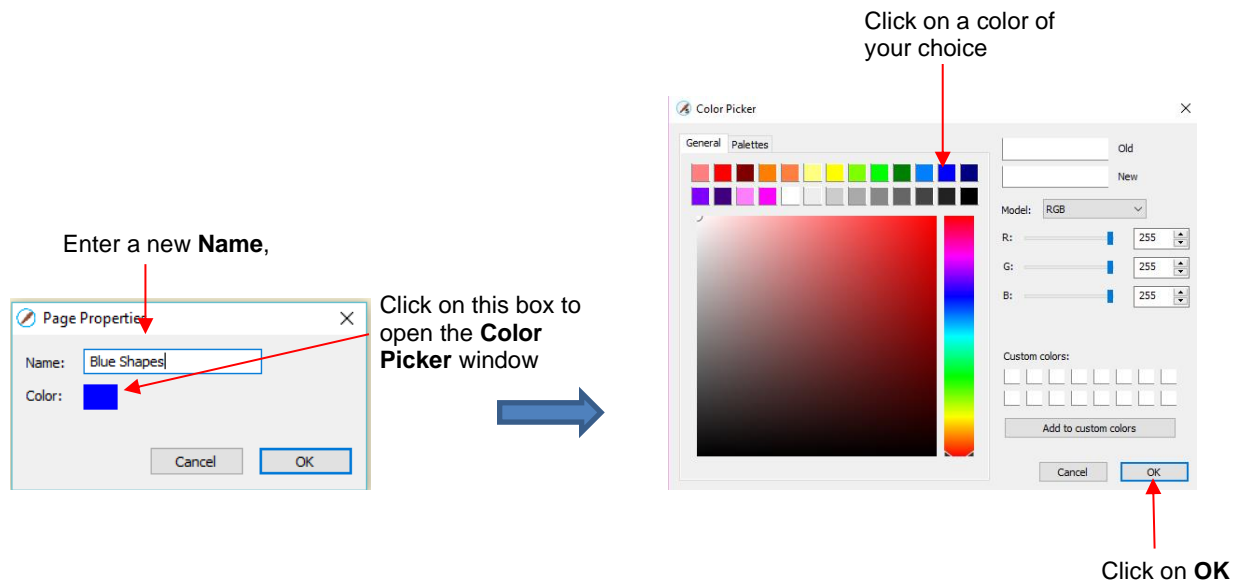 Click on a color of
your choice
Color Picker
General Palettes
Old
New
Model: RGB
R: 255
G: 255
B: 255
Custom colors:
Add to custom colors
Cancel OK
Click on OK
Enter a new Name,
Page Properties
Name: Blue Shapes
Color:
Cancel OK
Click on this box to
open the Color
Picker window